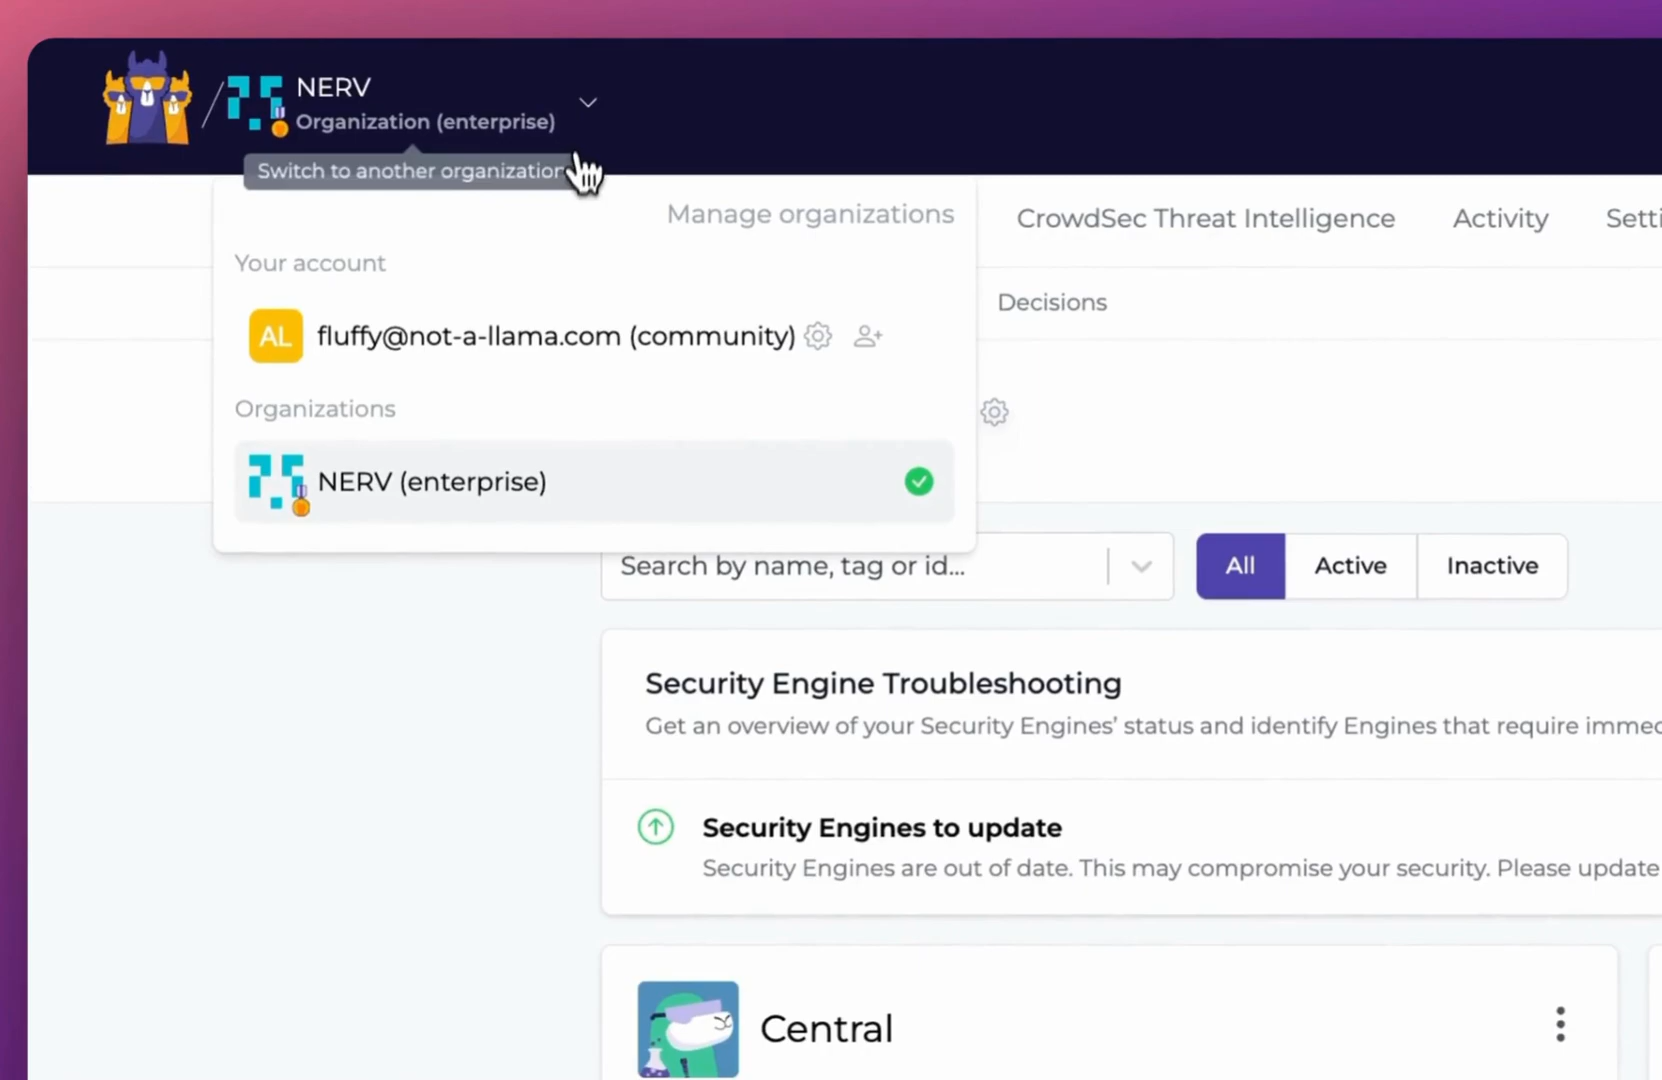 NERV
Organization (enterprise)
Switch to another organization
Manage organizations
CrowdSec Threat Intelligence
Activity
Your account
Decisions
AL
fluffy@not-a-llama.com (community)
Organizations
NERV (enterprise)
Search by name, tag or id...
All
Active
Inactive
Security Engine Troubleshooting
Get an overview of your Security Engines’ status and identify Engines that require
Security Engines to update
Security Engines are out of date. This may compromise your security. Please update
Central